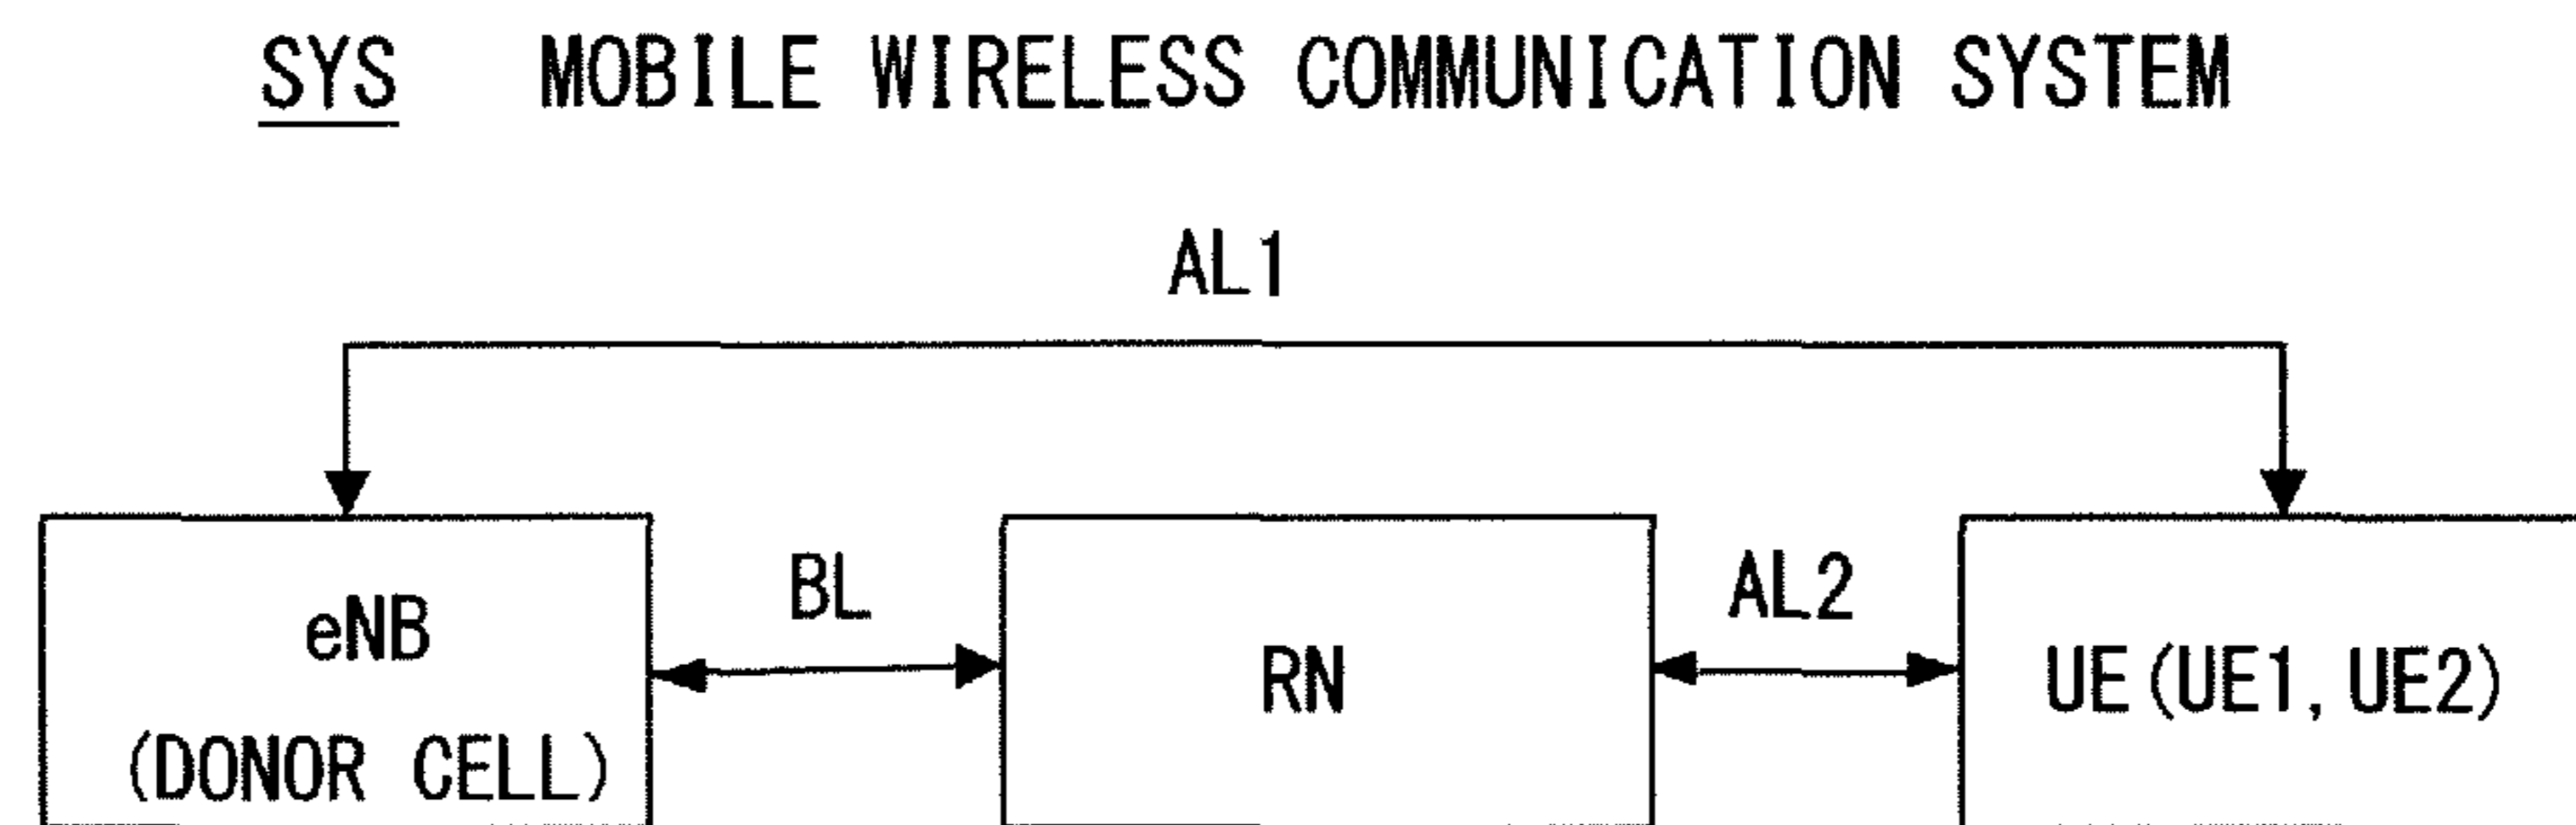 SYS MOBILE WIRELESS COMMUNICATION SYSTEM
AL1
BL
AL2
eNB
(DONOR CELL)
RN
UE(UE1, UE2)